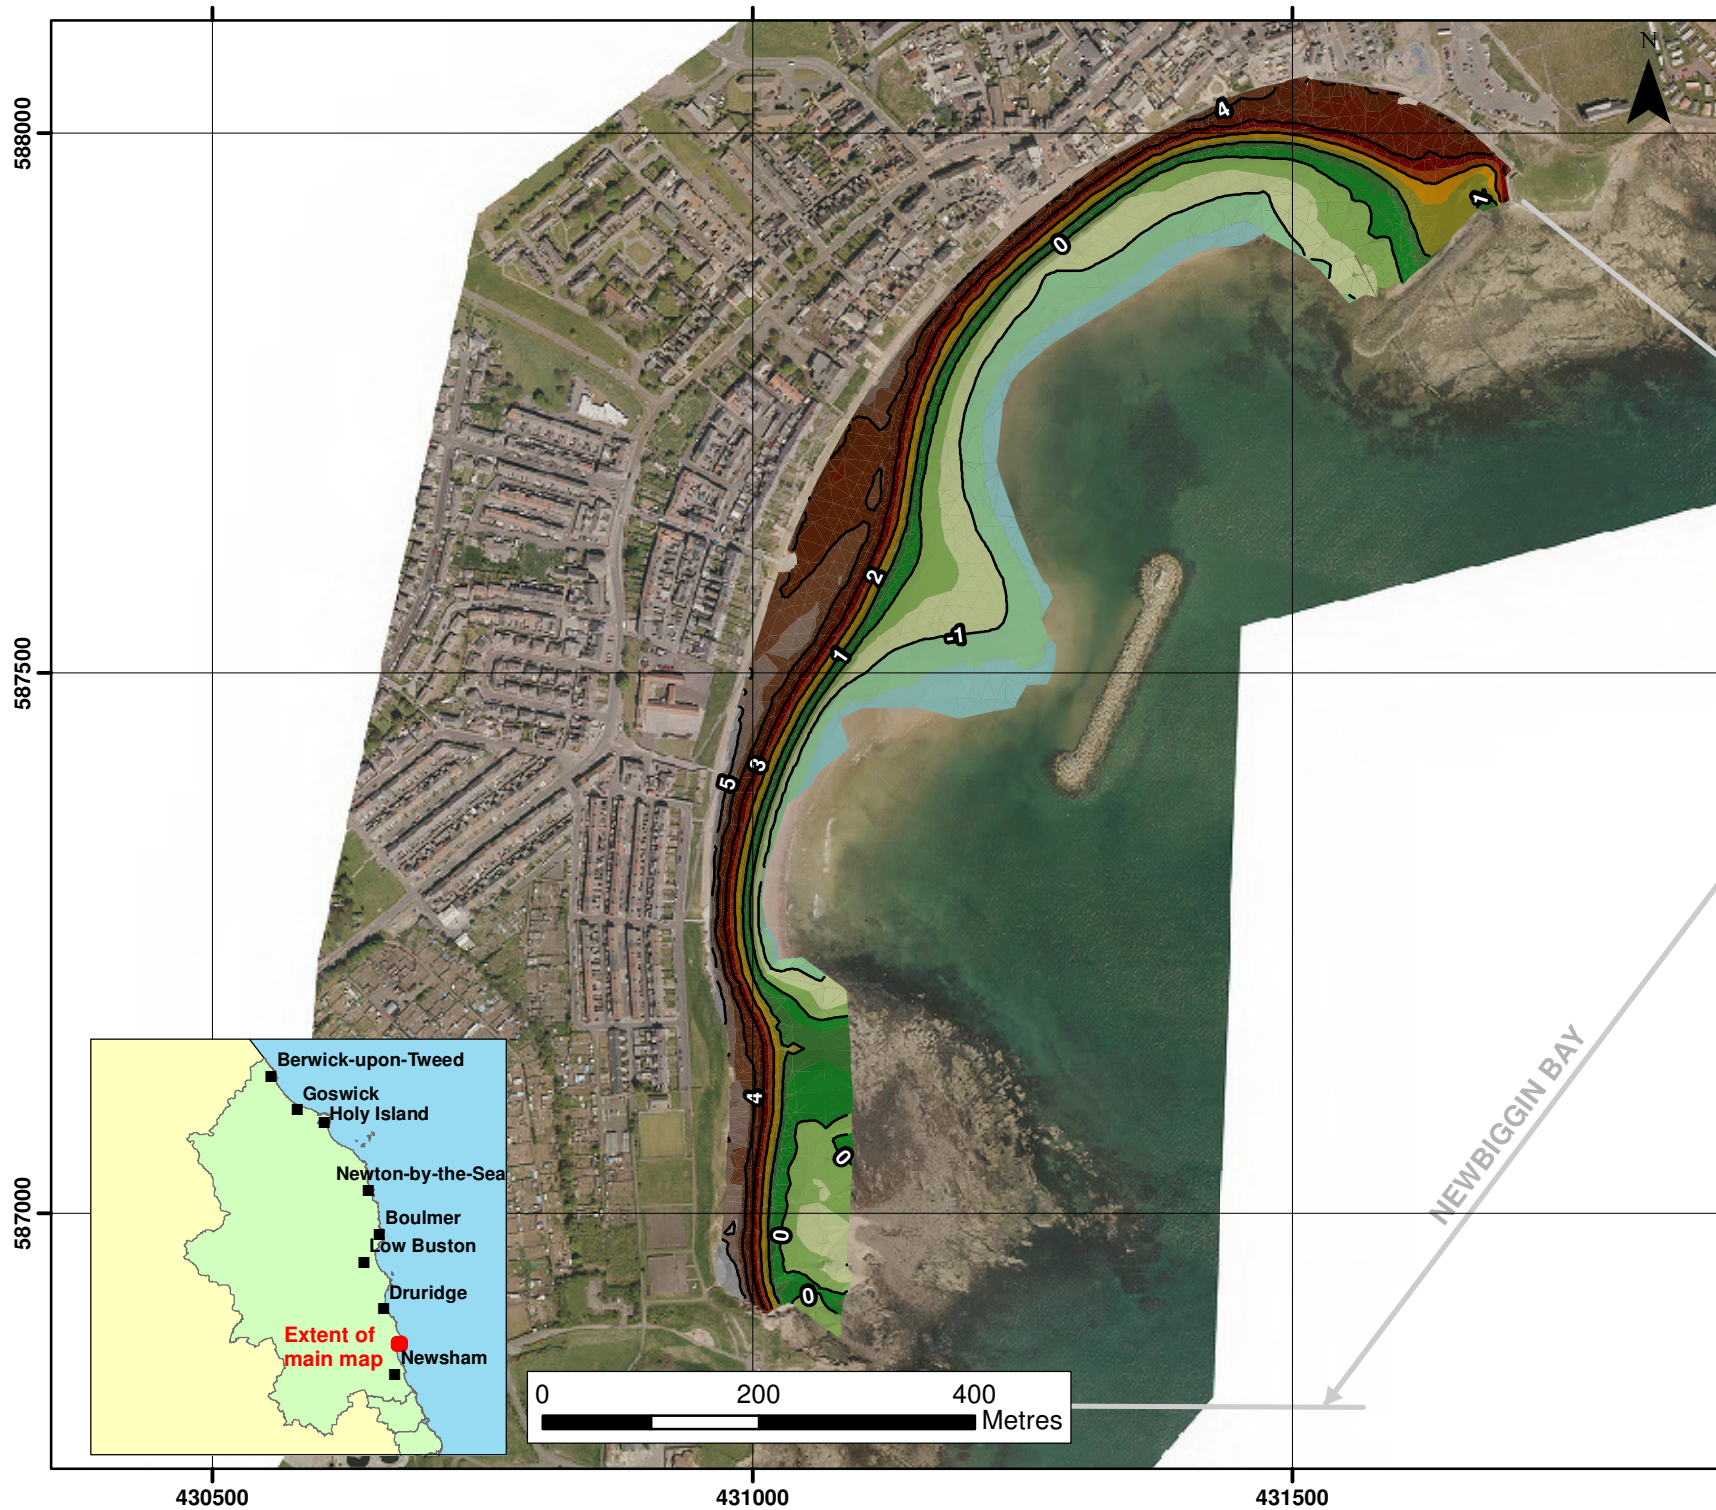 N
588000
587500
587000
4
1
0
2
1
-1
3
5
4
0
0
0
NEWBIGGIN BAY
Berwick-upon-Tweed
Goswick
Holy Island
Newton-by-the-Sea
Boulmer
Low Buston
Druridge
Extent of
main map
Newsham
0 200 400
Metres
430500 431000 431500